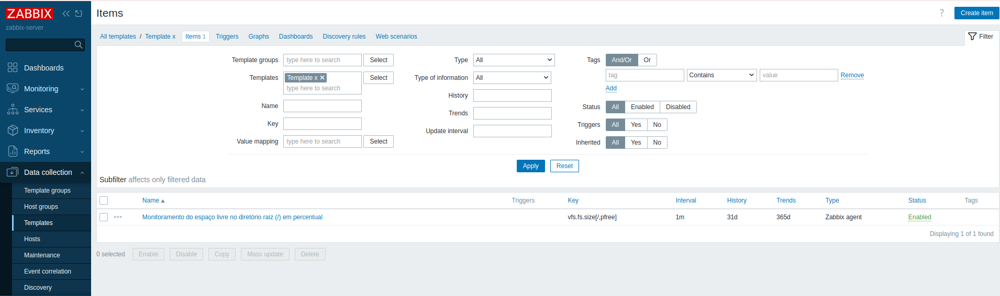 ZABBIX
zabbix-server
Dashboards
Monitoring
Services
Inventory
Reports
Data collection
Template groups
Host groups
Templates
Hosts
Maintenance
Event correlation
Discovery
Items
?
Create item
All templates / Template x Items 1 Triggers Graphs Dashboards Discovery rules Web scenarios
Filter
Template groups type here to search Select
Templates Template x Select
type here to search
Name
Key
Value mapping type here to search Select
Type All
Type of information All
History
Trends
Update interval
Tags And/Or Or
tag Contains value Remove
Add
Status All Enabled Disabled
Triggers All Yes No
Inherited All Yes No
Apply Reset
Subfilter affects only filtered data
Name Triggers Key Interval History Trends Type Status Tags
Monitoramento do espaço livre no diretório raiz (/) em percentual vfs.fs.size[/,pfree] 1m 31d 365d Zabbix agent Enabled
Displaying 1 of 1 found
0 selected Enable Disable Copy Mass update Delete